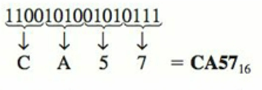 1100101001010111
↓ ↓ ↓ ↓
C A 5 7 = CA57₁₆